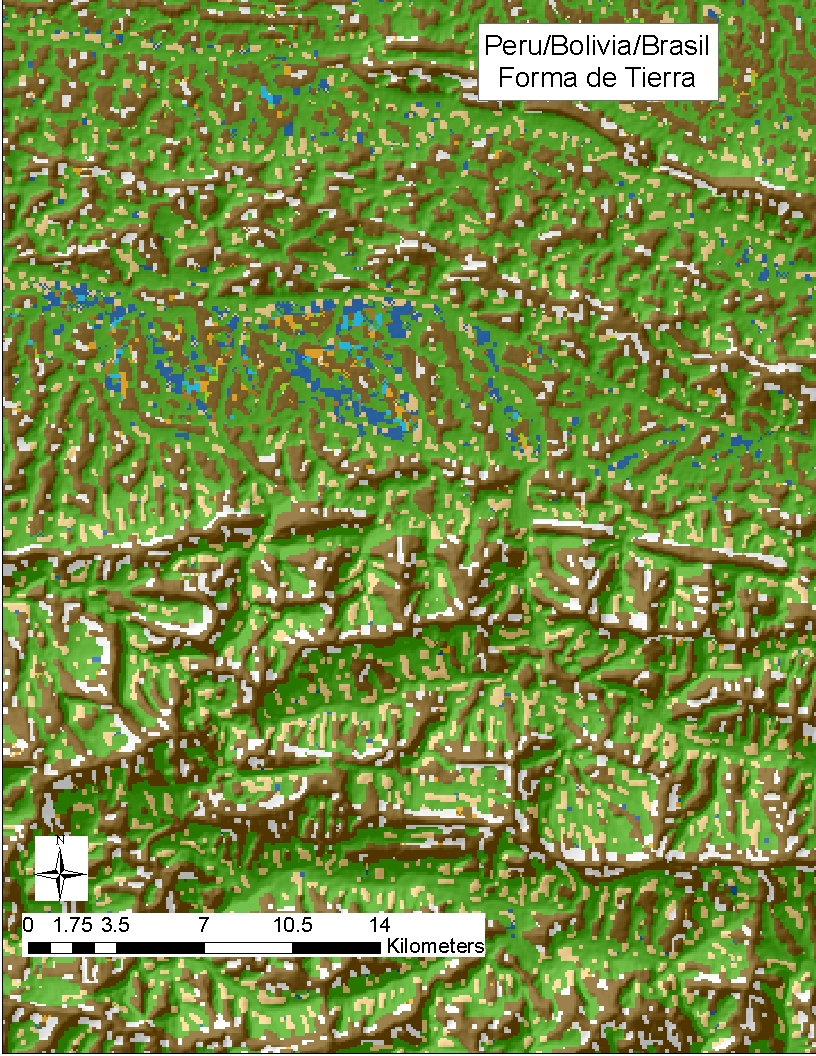 Peru/Bolivia/Brasil
Forma de Tierra
N
0 1.75 3.5 7 10.5 14
Kilometers